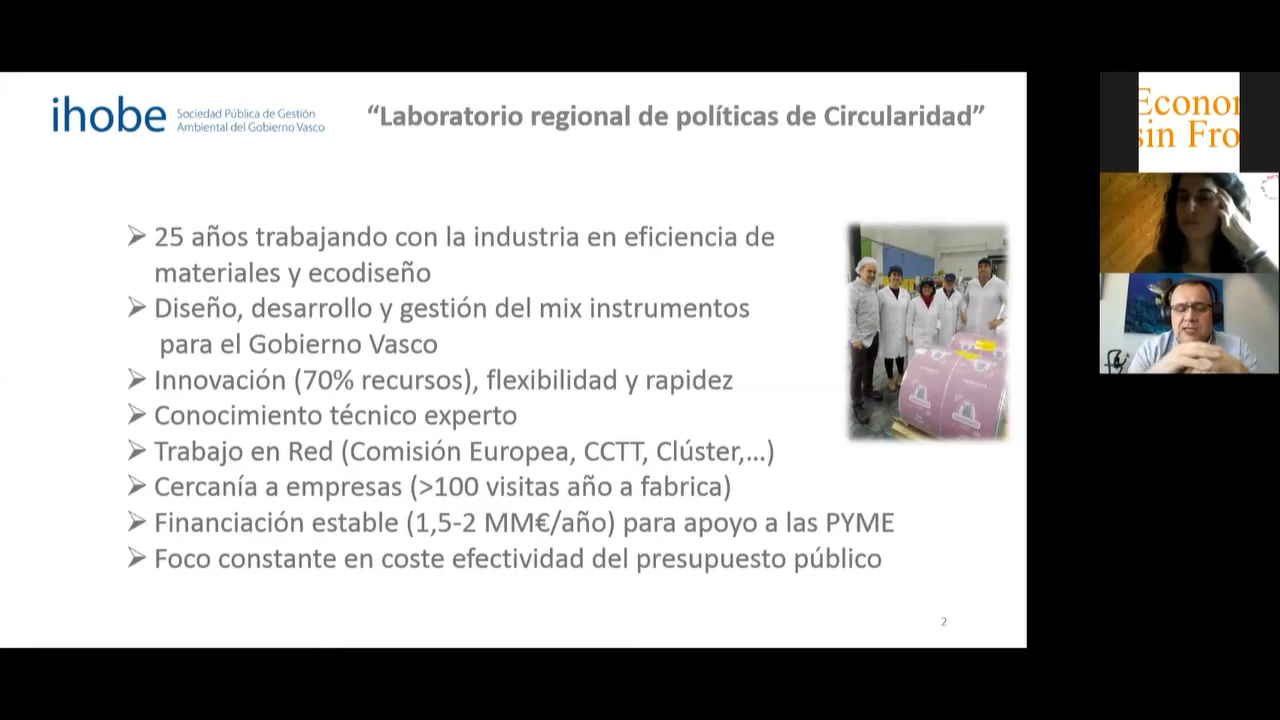 ihobe
Sociedad Pública de Gestión
Ambiental del Gobierno Vasco
“Laboratorio regional de políticas de Circularidad”
➢ 25 años trabajando con la industria en eficiencia de
materiales y ecodiseño
➢ Diseño, desarrollo y gestión del mix instrumentos
para el Gobierno Vasco
➢ Innovación (70% recursos), flexibilidad y rapidez
➢ Conocimiento técnico experto
➢ Trabajo en Red (Comisión Europea, CCTT, Clúster,...)
➢ Cercanía a empresas (>100 visitas año a fabrica)
➢ Financiación estable (1,5-2 MM€/año) para apoyo a las PYME
➢ Foco constante en coste efectividad del presupuesto público
2
Econom
sin Fro